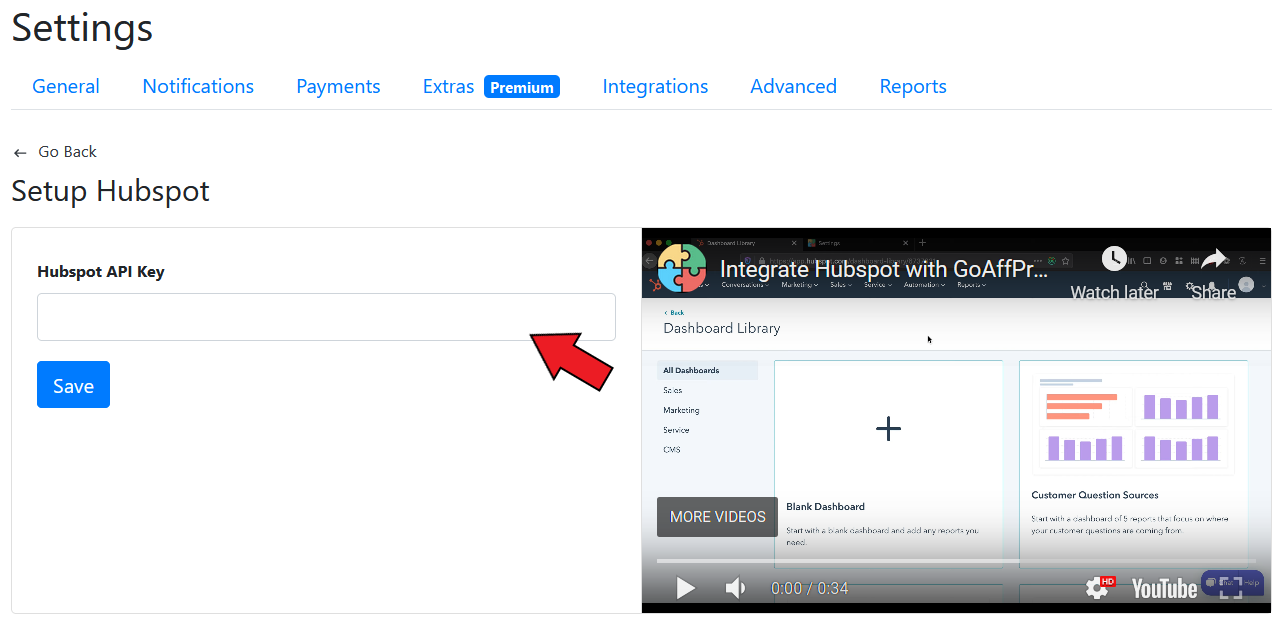 Settings
General Notifications Payments Extras Premium Integrations Advanced Reports
← Go Back
Setup Hubspot
Hubspot API Key
Save
Dashboard Library
Settings
Integrate Hubspot with GoAffPr...
Watch later Share
Conversations Marketing Sales Service Automation Reports
Back
Dashboard Library
All Dashboards
Sales
Marketing
Service
CMS
Blank Dashboard
Start with a blank dashboard and add any reports you
need.
Customer Question Sources
Start with a dashboard of 5 reports that focus on where
your customer questions are coming from.
MORE VIDEOS
0:00 / 0:34
HD
YouTube
Help